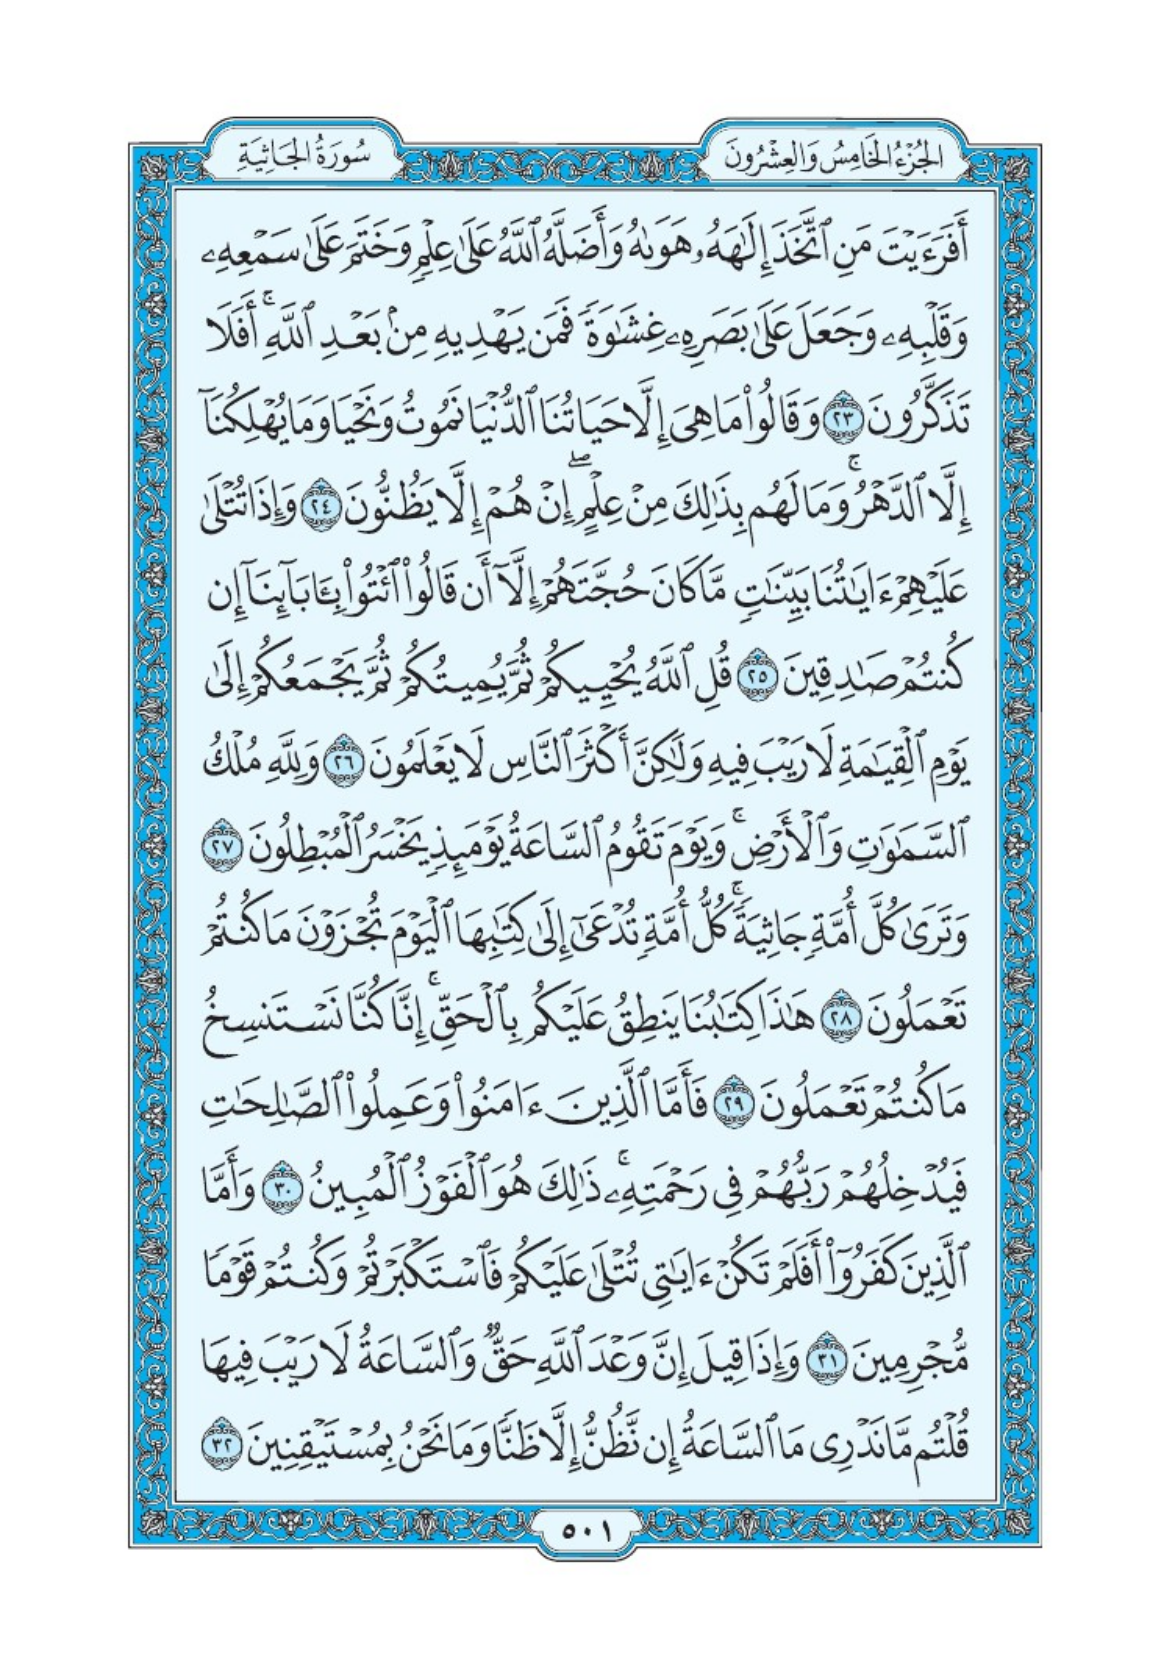 الجُزْءُ الخَامِسُ وَالعِشْرُونَ
سُورَةُ الجَاثِيَةِ
أَفَرَءَيْتَ مَنِ ٱتَّخَذَ إِلَٰهَهُۥ هَوَىٰهُ وَأَضَلَّهُ ٱللَّهُ عَلَىٰ عِلْمٍ وَخَتَمَ عَلَىٰ سَمْعِهِۦ
وَقَلْبِهِۦ وَجَعَلَ عَلَىٰ بَصَرِهِۦ غِشَٰوَةً فَمَن يَهْدِيهِ مِنۢ بَعْدِ ٱللَّهِۚ أَفَلَا
تَذَكَّرُونَ ٢٣ وَقَالُوا۟ مَا هِىَ إِلَّا حَيَاتُنَا ٱلدُّنْيَا نَمُوتُ وَنَحْيَا وَمَا يُهْلِكُنَآ
إِلَّا ٱلدَّهْرُۚ وَمَا لَهُم بِذَٰلِكَ مِنْ عِلْمٍۖ إِنْ هُمْ إِلَّا يَظُنُّونَ ٢٤ وَإِذَا تُتْلَىٰ
عَلَيْهِمْ ءَايَٰتُنَا بَيِّنَٰتٍ مَّا كَانَ حُجَّتَهُمْ إِلَّآ أَن قَالُوا۟ ٱئْتُوا۟ بِـَٔابَآئِنَآ إِن
كُنتُمْ صَٰدِقِينَ ٢٥ قُلِ ٱللَّهُ يُحْيِيكُمْ ثُمَّ يُمِيتُكُمْ ثُمَّ يَجْمَعُكُمْ إِلَىٰ
يَوْمِ ٱلْقِيَٰمَةِ لَا رَيْبَ فِيهِ وَلَٰكِنَّ أَكْثَرَ ٱلنَّاسِ لَا يَعْلَمُونَ ٢٦ وَلِلَّهِ مُلْكُ
ٱلسَّمَٰوَٰتِ وَٱلْأَرْضِۚ وَيَوْمَ تَقُومُ ٱلسَّاعَةُ يَوْمَئِذٍ يَخْسَرُ ٱلْمُبْطِلُونَ ٢٧
وَتَرَىٰ كُلَّ أُمَّةٍ جَاثِيَةًۚ كُلُّ أُمَّةٍ تُدْعَىٰٓ إِلَىٰ كِتَٰبِهَا ٱلْيَوْمَ تُجْزَوْنَ مَا كُنتُمْ
تَعْمَلُونَ ٢٨ هَٰذَا كِتَٰبُنَا يَنطِقُ عَلَيْكُم بِٱلْحَقِّۚ إِنَّا كُنَّا نَسْتَنسِخُ
مَا كُنتُمْ تَعْمَلُونَ ٢٩ فَأَمَّا ٱلَّذِينَ ءَامَنُوا۟ وَعَمِلُوا۟ ٱلصَّٰلِحَٰتِ
فَيُدْخِلُهُمْ رَبُّهُمْ فِى رَحْمَتِهِۦۚ ذَٰلِكَ هُوَ ٱلْفَوْزُ ٱلْمُبِينُ ٣٠ وَأَمَّا
ٱلَّذِينَ كَفَرُوٓا۟ أَفَلَمْ تَكُنْ ءَايَٰتِى تُتْلَىٰ عَلَيْكُمْ فَٱسْتَكْبَرْتُمْ وَكُنتُمْ قَوْمًا
مُّجْرِمِينَ ٣١ وَإِذَا قِيلَ إِنَّ وَعْدَ ٱللَّهِ حَقٌّ وَٱلسَّاعَةُ لَا رَيْبَ فِيهَا
قُلْتُم مَّا نَدْرِى مَا ٱلسَّاعَةُ إِن نَّظُنُّ إِلَّا ظَنًّا وَمَا نَحْنُ بِمُسْتَيْقِنِينَ ٣٢
٥٠١